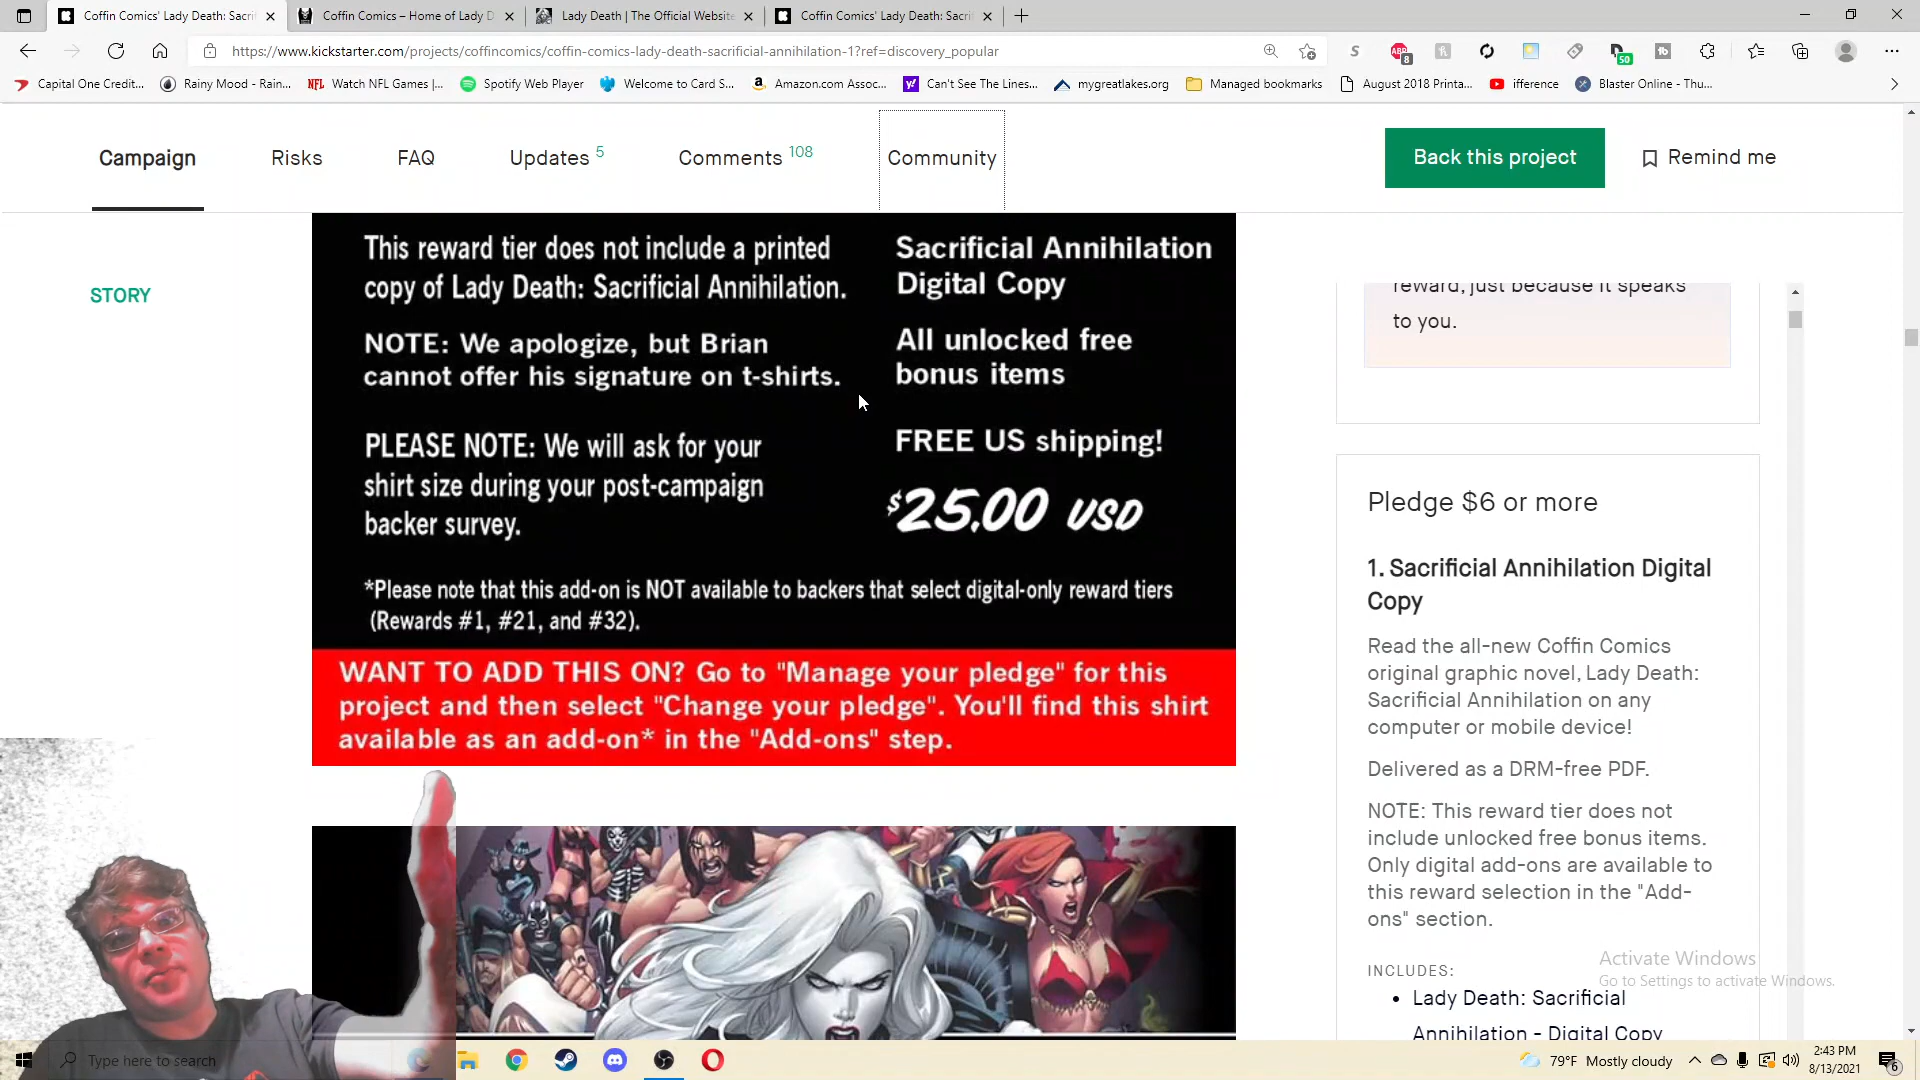 Coffin Comics' Lady Death: Sacri
Coffin Comics – Home of Lady D
Lady Death | The Official Website
Coffin Comics' Lady Death: Sacri
https://www.kickstarter.com/projects/coffincomics/coffin-comics-lady-death-sacrificial-annihilation-1?ref=discovery_popular
ABP
8
50
Capital One Credit...
Rainy Mood - Rain...
NFL
Watch NFL Games |...
Spotify Web Player
Welcome to Card S...
Amazon.com Assoc...
Can't See The Lines...
mygreatlakes.org
Managed bookmarks
August 2018 Printa...
ifference
Blaster Online - Thu...
Campaign
Risks
FAQ
Updates 5
Comments 108
Community
Back this project
Remind me
STORY
This reward tier does not include a printed
copy of Lady Death: Sacrificial Annihilation.
NOTE: We apologize, but Brian
cannot offer his signature on t-shirts.
PLEASE NOTE: We will ask for your
shirt size during your post-campaign
backer survey.
Sacrificial Annihilation
Digital Copy
All unlocked free
bonus items
FREE US shipping!
$25.00 USD
*Please note that this add-on is NOT available to backers that select digital-only reward tiers
(Rewards #1, #21, and #32).
WANT TO ADD THIS ON? Go to "Manage your pledge" for this
project and then select "Change your pledge". You'll find this shirt
available as an add-on* in the "Add-ons" step.
reward, just because it speaks
to you.
Pledge $6 or more
1. Sacrificial Annihilation Digital
Copy
Read the all-new Coffin Comics
original graphic novel, Lady Death:
Sacrificial Annihilation on any
computer or mobile device!
Delivered as a DRM-free PDF.
NOTE: This reward tier does not
include unlocked free bonus items.
Only digital add-ons are available to
this reward selection in the "Add-
ons" section.
INCLUDES:
• Lady Death: Sacrificial
Annihilation - Digital Copy
Activate Windows
Go to Settings to activate Windows.
Type here to search
79°F Mostly cloudy
2:43 PM
8/13/2021
6